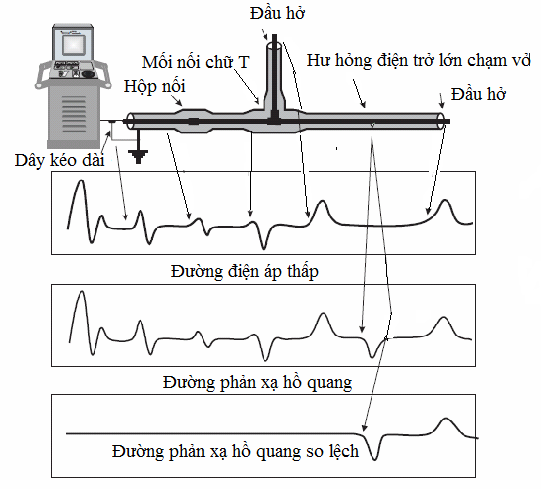 Đầu hở
Mối nối chữ T
Hư hỏng điện trở lớn chạm vỏ
Hộp nối
Đầu hở
Dây kéo dài
Đường điện áp thấp
Đường phản xạ hồ quang
Đường phản xạ hồ quang so lệch